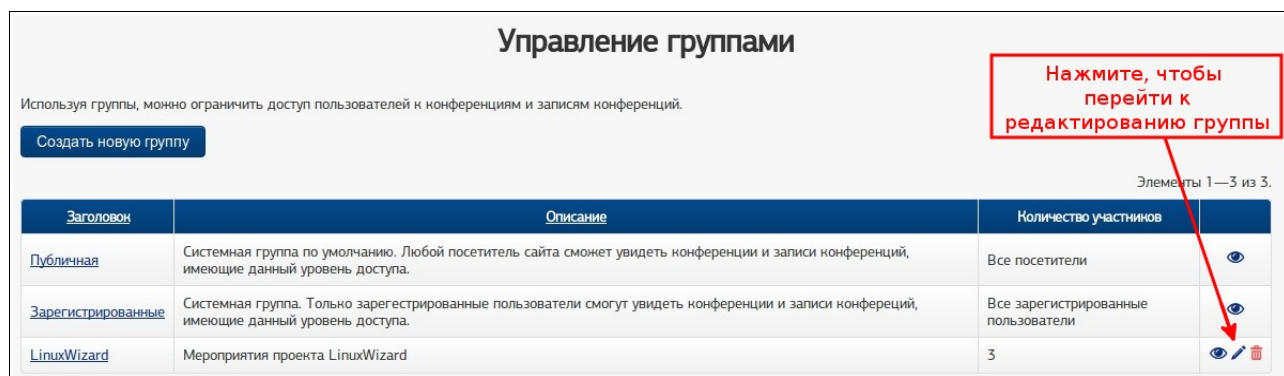 Управление группами
Нажмите, чтобы
перейти к
редактированию группы
Используя группы, можно ограничить доступ пользователей к конференциям и записям конференций.
Создать новую группу
Элементы 1—3 из 3.
Заголовок Описание Количество участников
Публичная
Системная группа по умолчанию. Любой посетитель сайта сможет увидеть конференции и записи конференций,
имеющие данный уровень доступа.
Все посетители
Зарегистрированные
Системная группа. Только зарегестрированные пользователи смогут увидеть конференции и записи конфереций,
имеющие данный уровень доступа.
Все зарегистрированные
пользователи
LinuxWizard Мероприятия проекта LinuxWizard 3